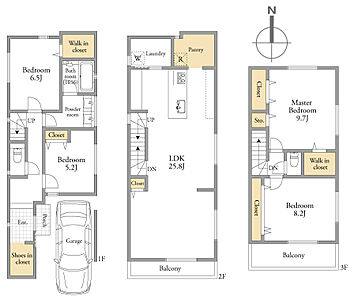 Bedroom
6.5J
Walk in
closet
Bath
room
(1216)
Powder
room
UP
Closet
Bedroom
5.2J
Ent.
Porch
Shoes in
closet
Garage
1F
Laundry
W
Pantry
R
UP
DN
LDK
25.8J
Closet
Balcony
2F
N
Closet
Sto.
Master
Bedroom
9.7J
DN
Walk in
closet
Closet
Bedroom
8.2J
Balcony
3F